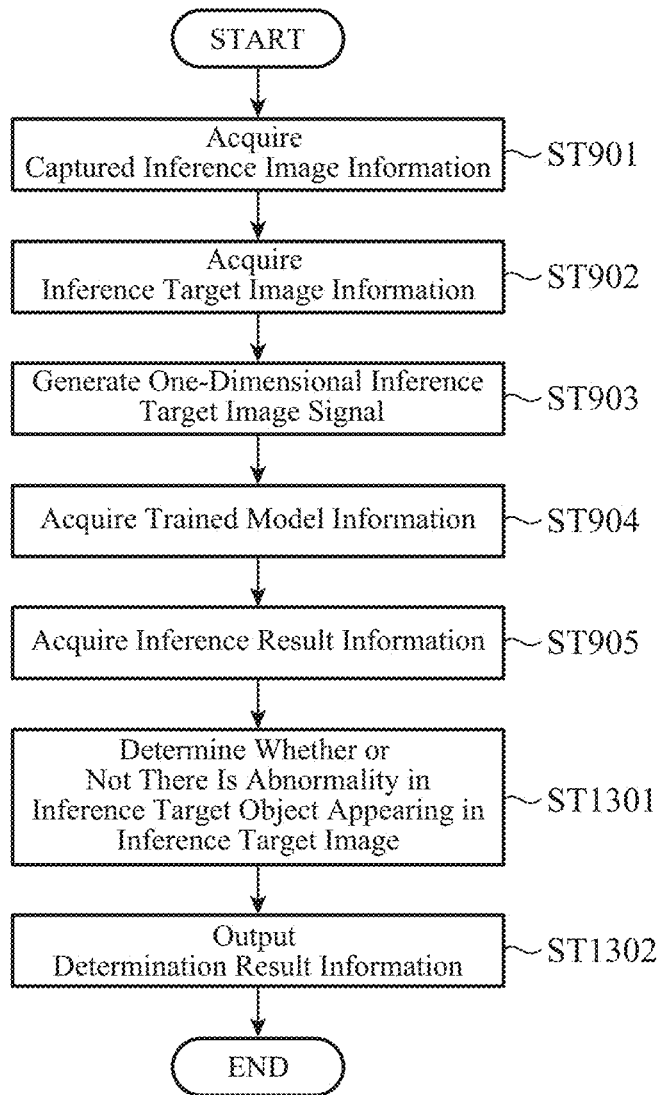 START
Acquire
Captured Inference Image Information
ST901
Acquire
Inference Target Image Information
ST902
Generate One-Dimensional Inference
Target Image Signal
ST903
Acquire Trained Model Information
ST904
Acquire Inference Result Information
ST905
Determine Whether or
Not There Is Abnormality in
Inference Target Object Appearing in
Inference Target Image
ST1301
Output
Determination Result Information
ST1302
END